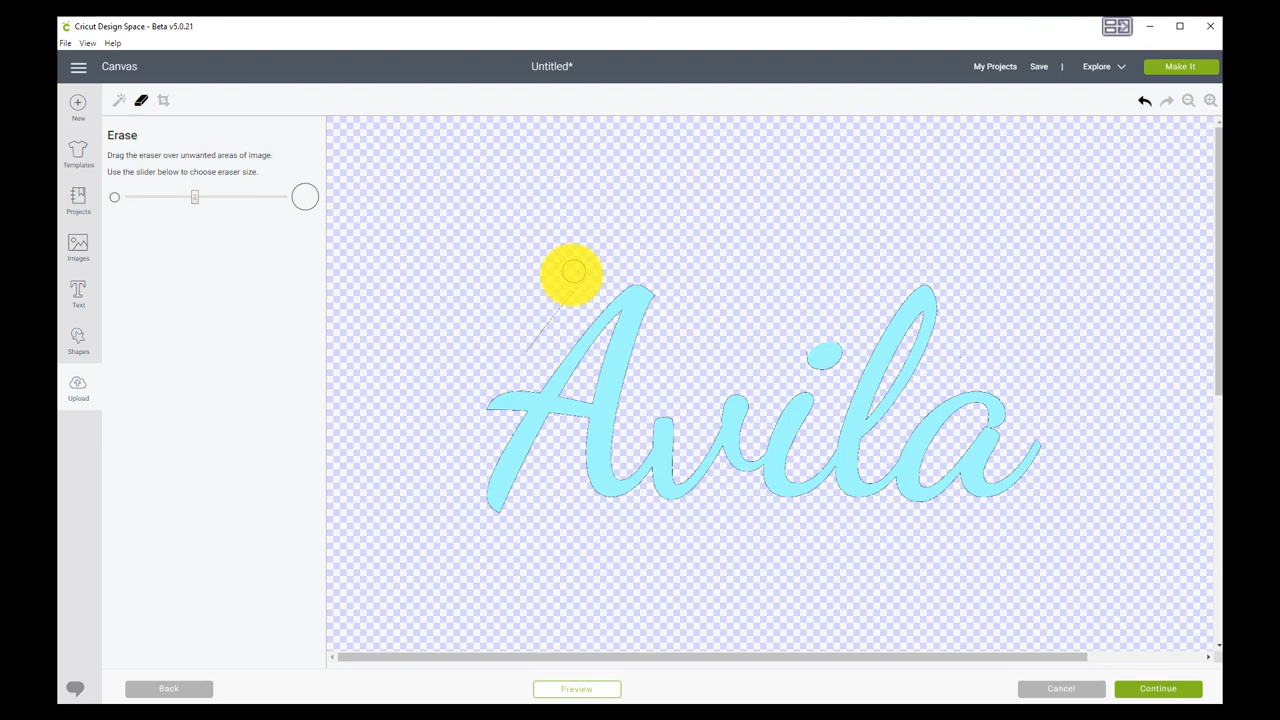 Cricut Design Space - Beta v5.0.21
File View Help
Canvas Untitled* My Projects Save | Explore Make It
New
Templates
Projects
Images
Text
Shapes
Upload
Erase
Drag the eraser over unwanted areas of image.
Use the slider below to choose eraser size.
Avila
Back Preview Cancel Continue